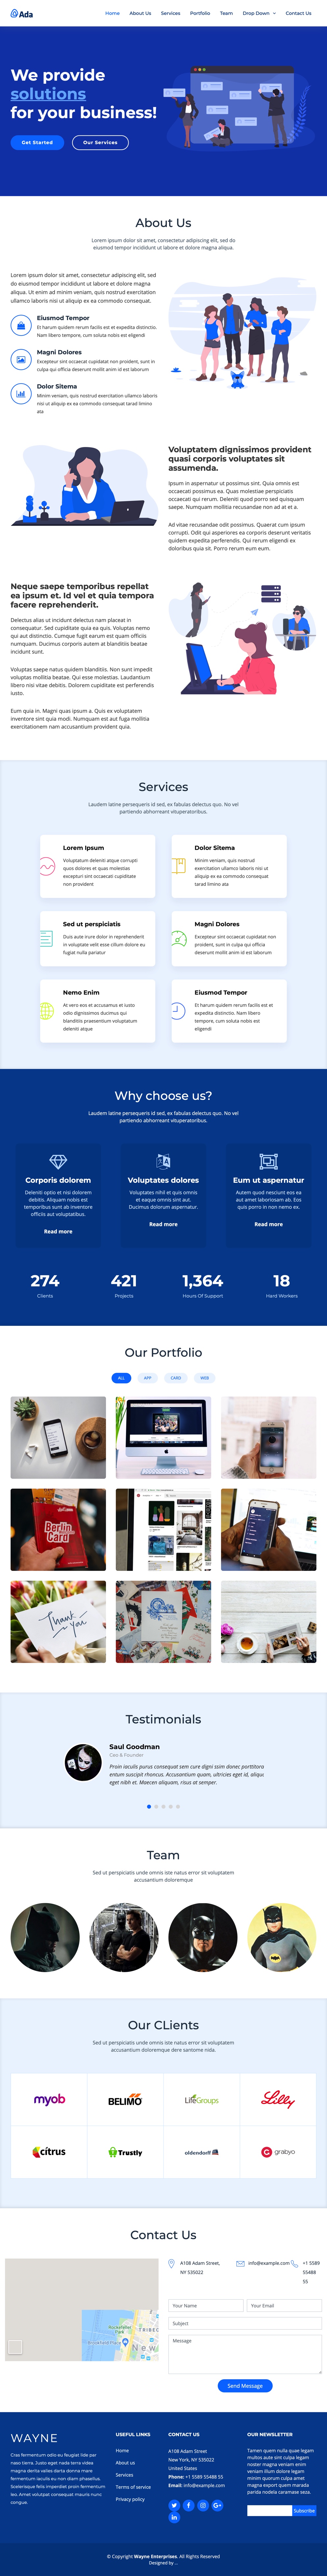 Ada
Home About Us Services Portfolio Team Drop Down Contact Us
We provide
solutions
for your business!
Get Started Our Services
About Us
Lorem ipsum dolor sit amet, consectetur adipiscing elit, sed do
eiusmod tempor incididunt ut labore et dolore magna aliqua.
Lorem ipsum dolor sit amet, consectetur adipiscing elit, sed
do eiusmod tempor incididunt ut labore et dolore magna
aliqua. Ut enim ad minim veniam, quis nostrud exercitation
ullamco laboris nisi ut aliquip ex ea commodo consequat.
Eiusmod Tempor
Et harum quidem rerum facilis est et expedita distinctio.
Nam libero tempore, cum soluta nobis est eligendi
Magni Dolores
Excepteur sint occaecat cupidatat non proident, sunt in
culpa qui officia deserunt mollit anim id est laborum
Dolor Sitema
Minim veniam, quis nostrud exercitation ullamco laboris
nisi ut aliquip ex ea commodo consequat tarad limino
ata
Voluptatem dignissimos provident
quasi corporis voluptates sit
assumenda.
Ipsum in aspernatur ut possimus sint. Quia omnis est
occaecati possimus ea. Quas molestiae perspiciatis
occaecati qui rerum. Deleniti quod porro sed quisquam
saepe. Numquam mollitia recusandae non ad at et a.
Ad vitae recusandae odit possimus. Quaerat cum ipsum
corrupti. Odit qui asperiores ea corporis deserunt veritatis
quidem expedita perferendis. Qui rerum eligendi ex
doloribus quia sit. Porro rerum eum eum.
Neque saepe temporibus repellat
ea ipsum et. Id vel et quia tempora
facere reprehenderit.
Delectus alias ut incidunt delectus nam placeat in
consequatur. Sed cupiditate quia ea quis. Voluptas nemo
qui aut distinctio. Cumque fugit earum est quam officiis
numquam. Ducimus corporis autem at blanditiis beatae
incidunt sunt.
Voluptas saepe natus quidem blanditiis. Non sunt impedit
voluptas mollitia beatae. Qui esse molestias. Laudantium
libero nisi vitae debitis. Dolorem cupiditate est perferendis
iusto.
Eum quia in. Magni quas ipsum a. Quis ex voluptatem
inventore sint quia modi. Numquam est aut fuga mollitia
exercitationem nam accusantium provident quia.
Services
Laudem latine persequeris id sed, ex fabulas delectus quo. No vel
partiendo abhorreant vituperatoribus.
Lorem Ipsum
Voluptatum deleniti atque corrupti
quos dolores et quas molestias
excepturi sint occaecati cupiditate
non provident
Dolor Sitema
Minim veniam, quis nostrud
exercitation ullamco laboris nisi ut
aliquip ex ea commodo consequat
tarad limino ata
Sed ut perspiciatis
Duis aute irure dolor in reprehenderit
in voluptate velit esse cillum dolore eu
fugiat nulla pariatur
Magni Dolores
Excepteur sint occaecat cupidatat non
proident, sunt in culpa qui officia
deserunt mollit anim id est laborum
Nemo Enim
At vero eos et accusamus et iusto
odio dignissimos ducimus qui
blanditiis praesentium voluptatum
deleniti atque
Eiusmod Tempor
Et harum quidem rerum facilis est et
expedita distinctio. Nam libero
tempore, cum soluta nobis est
eligendi
Why choose us?
Laudem latine persequeris id sed, ex fabulas delectus quo. No vel
partiendo abhorreant vituperatoribus.
Corporis dolorem
Deleniti optio et nisi dolorem
debitis. Aliquam nobis est
temporibus sunt ab inventore
officiis aut voluptatibus.
Read more
Voluptates dolores
Voluptates nihil et quis omnis
et eaque omnis sint aut.
Ducimus dolorum aspernatur.
Read more
Eum ut aspernatur
Autem quod nesciunt eos ea
aut amet laboriosam ab. Eos
quis porro in non nemo ex.
Read more
274 421 1,364 18
Clients Projects Hours Of Support Hard Workers
Our Portfolio
ALL APP CARD WEB
Berlin
Card
Thank
you
Testimonials
Saul Goodman
Ceo & Founder
Proin iaculis purus consequat sem cure digni ssim donec porttitora
entum suscipit rhoncus. Accusantium quam, ultricies eget id, aliquam
eget nibh et. Maecen aliquam, risus at semper.
Team
Sed ut perspiciatis unde omnis iste natus error sit voluptatem
accusantium doloremque
Our CLients
Sed ut perspiciatis unde omnis iste natus error sit voluptatem
accusantium doloremque dere santome nida.
myob BELIMO LifeGroups Lilly
citrus Trustly oldendorff grabyo
Contact Us
A108 Adam Street,
NY 535022
info@example.com
+1 5589
55488
55
Your Name Your Email
Subject
Message
Send Message
WAYNE
Cras fermentum odio eu feugiat lide par
naso tierra. Justo eget nada terra videa
magna derita valies darta donna mare
fermentum iaculis eu non diam phasellus.
Scelerisque felis imperdiet proin fermentum
leo. Amet volutpat consequat mauris nunc
congue.
USEFUL LINKS
Home
About us
Services
Terms of service
Privacy policy
CONTACT US
A108 Adam Street
New York, NY 535022
United States
Phone: +1 5589 55488 55
Email: info@example.com
OUR NEWSLETTER
Tamen quem nulla quae legam
multos aute sint culpa legam
noster magna veniam enim
veniam illum dolore legam
minim quorum culpa amet
magna export quem marada
parida nodela caramase seza.
Subscribe
© Copyright Wayne Enterprises. All Rights Reserved
Designed by ...